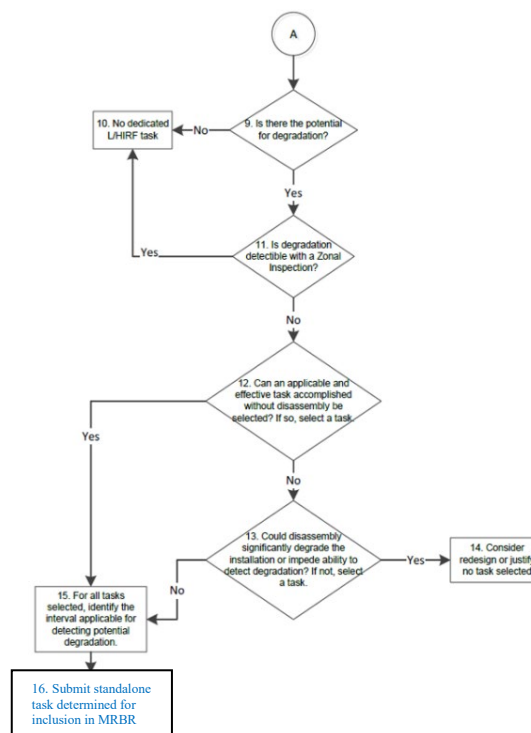 A
9. Is there the potential
for degradation?
No
10. No dedicated
L/HIRF task
Yes
11. Is degradation
detectible with a Zonal
Inspection?
Yes
No
12. Can an applicable and
effective task accomplished
without disassembly be
selected? If so, select a task.
Yes
No
13. Could disassembly
significantly degrade the
installation or impede ability to
detect degradation? If not, select
a task.
Yes
14. Consider
redesign or justify
no task selected
No
15. For all tasks
selected, identify the
interval applicable for
detecting potential
degradation.
16. Submit standalone
task determined for
inclusion in MRBR